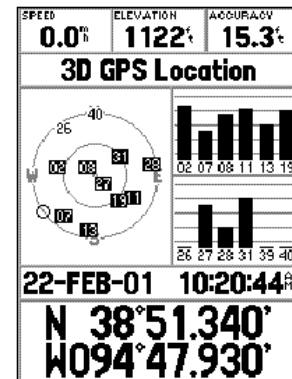 SPEED ELEVATION ACCURACY
0.0 1122 15.3
3D GPS Location
40
26
31
02 08 28
W E
27
19 11
07
13
S
02 07 08 11 13 19
26 27 28 31 39 40
22-FEB-01 10:20:44 AM
N 38°51.340'
W094°47.930'